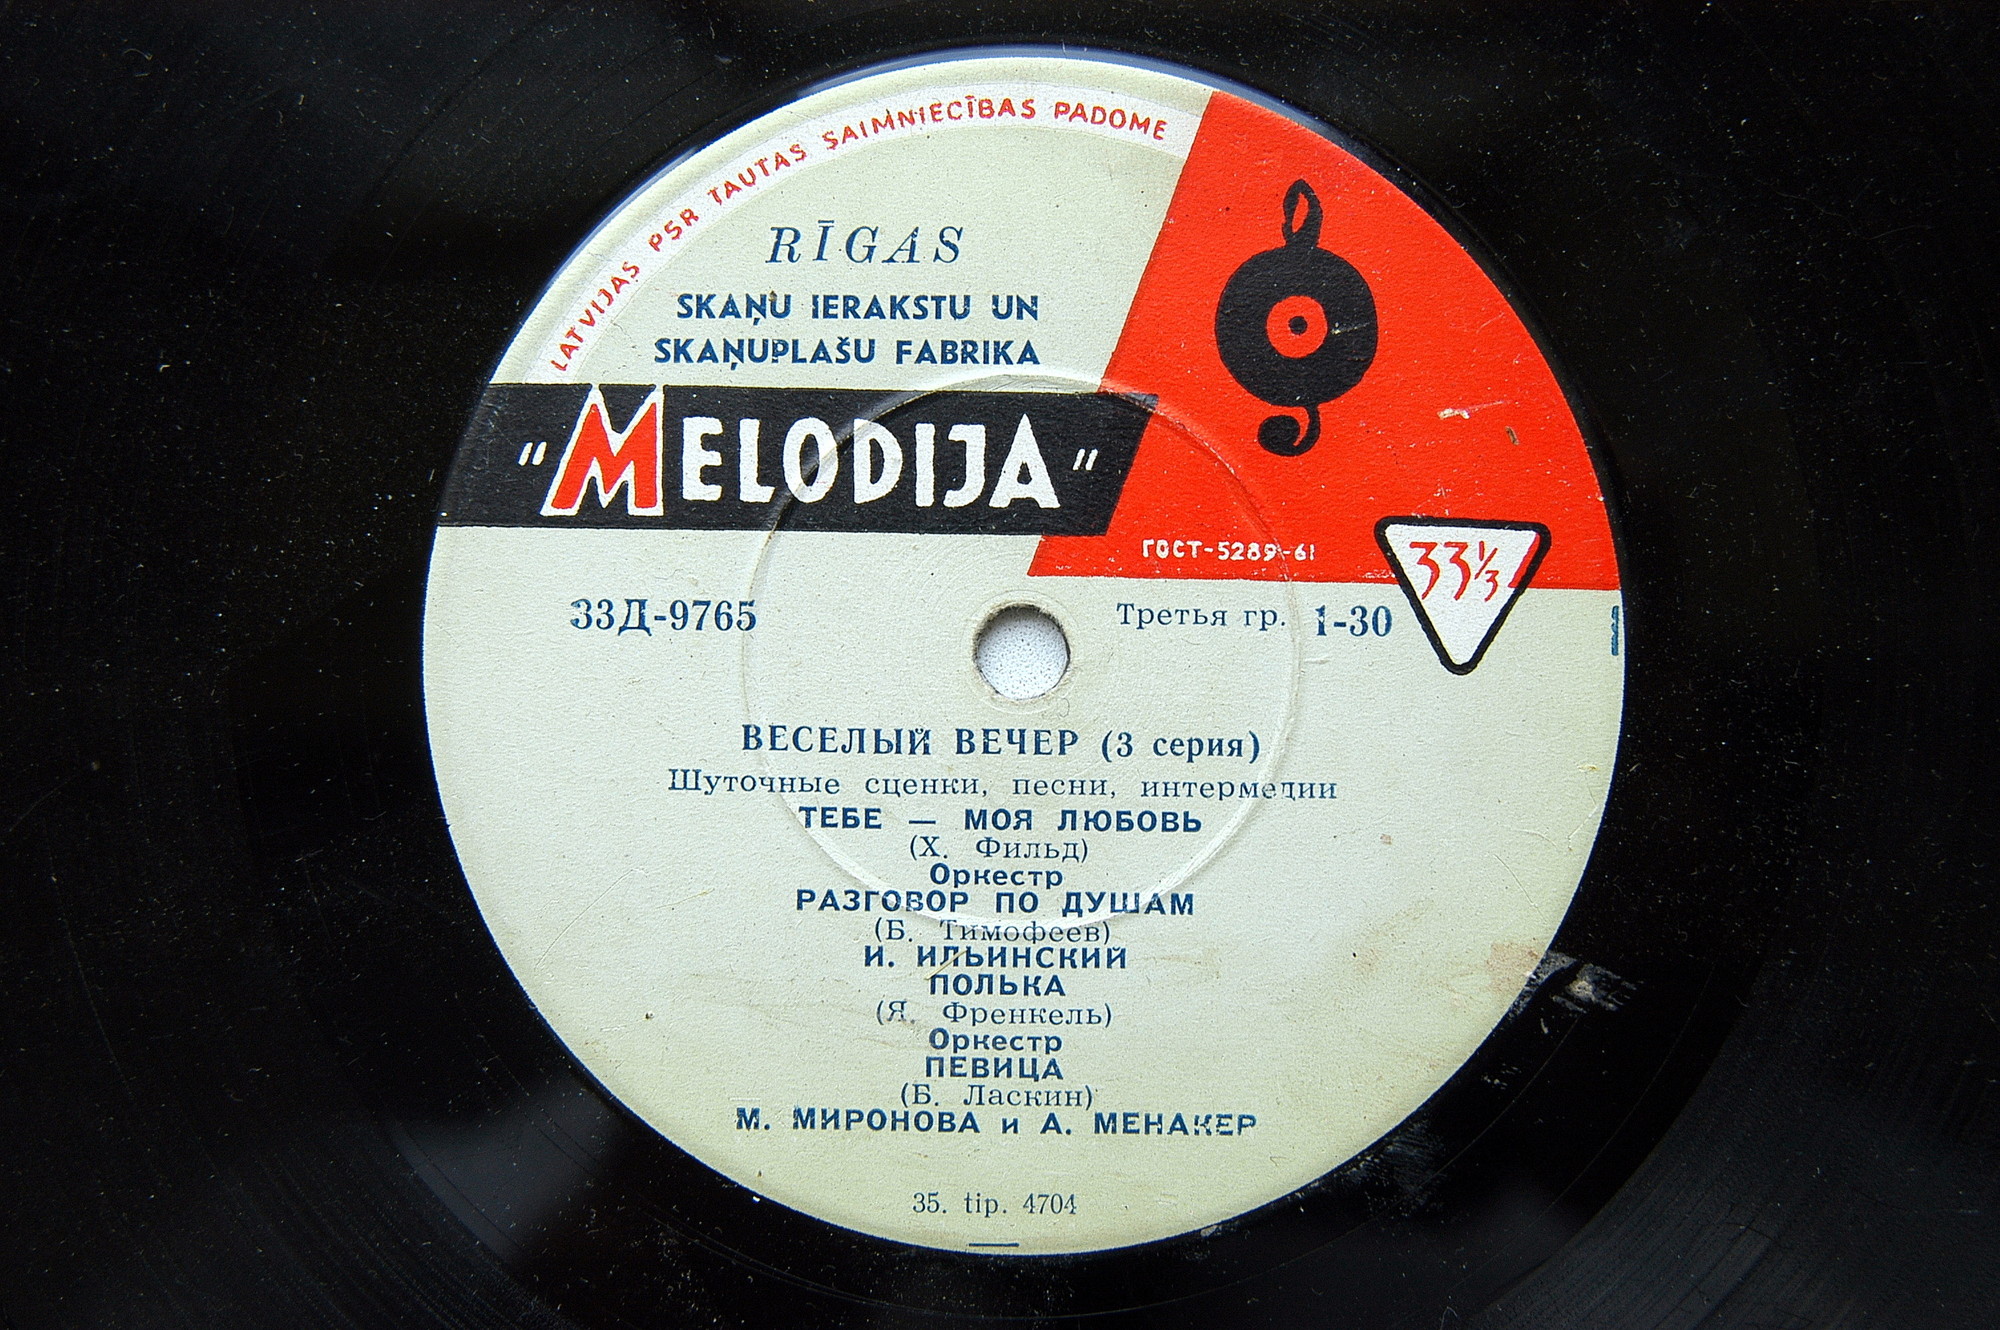 LATVIJAS PSR TAUTAS SAIMNIECĪBAS PADOME
RĪGAS
SKAŅU IERAKSTU UN
SKAŅUPLAŠU FABRIKA
"MELODIJA"
ГОСТ-5289-61
33⅓
33Д-9765
Третья гр. 1-30
ВЕСЕЛЫЙ ВЕЧЕР (3 серия)
Шуточные сценки, песни, интермедии
ТЕБЕ — МОЯ ЛЮБОВЬ
(Х. Фильд)
Оркестр
РАЗГОВОР ПО ДУШАМ
(Б. Тимофеев)
И. ИЛЬИНСКИЙ
ПОЛЬКА
(Я. Френкель)
Оркестр
ПЕВИЦА
(Б. Ласкин)
М. МИРОНОВА и А. МЕНАКЕР
35. tip. 4704